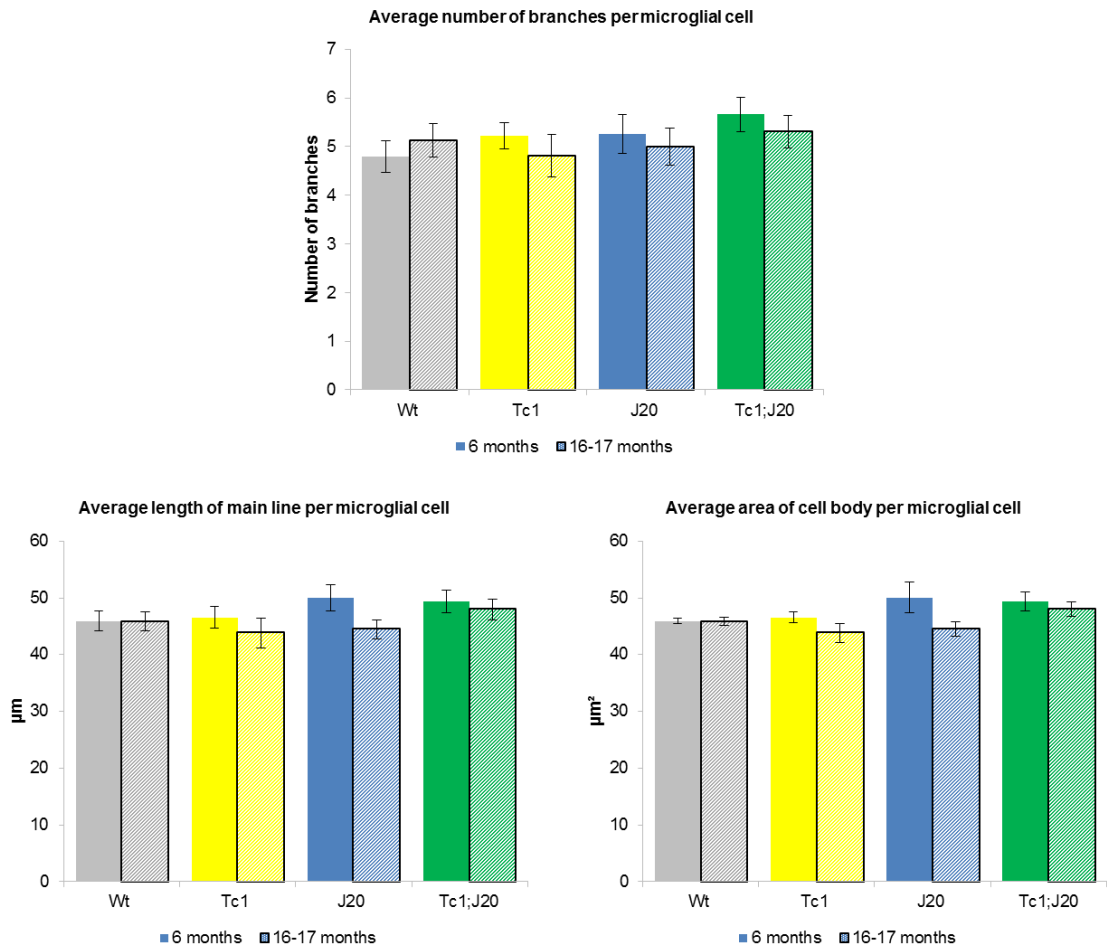 Average number of branches per microglial cell
Number of branches
7
6
5
4
3
2
1
0
Wt Tc1 J20 Tc1;J20
6 months 16-17 months
Average length of main line per microglial cell
µm
60
50
40
30
20
10
0
Wt Tc1 J20 Tc1;J20
6 months 16-17 months
Average area of cell body per microglial cell
µm²
60
50
40
30
20
10
0
Wt Tc1 J20 Tc1;J20
6 months 16-17 months